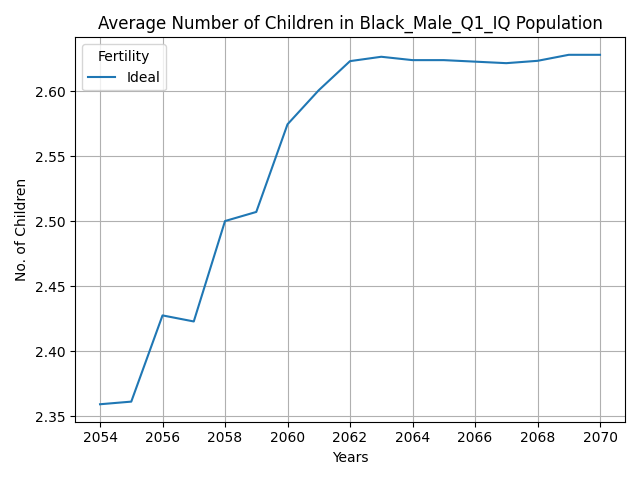 Average Number of Children in Black_Male_Q1_IQ Population
Fertility
Ideal
No. of Children
2.60
2.55
2.50
2.45
2.40
2.35
2054 2056 2058 2060 2062 2064 2066 2068 2070
Years